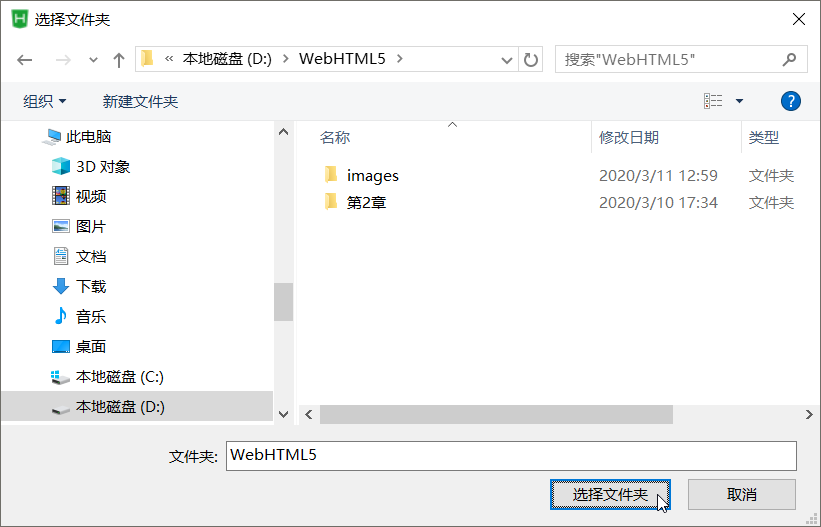 选择文件夹
« 本地磁盘 (D:) > WebHTML5 >
搜索"WebHTML5"
组织 新建文件夹
?
此电脑
3D 对象
视频
图片
文档
下载
音乐
桌面
本地磁盘 (C:)
本地磁盘 (D:)
名称 修改日期 类型
images 2020/3/11 12:59 文件夹
第2章 2020/3/10 17:34 文件夹
文件夹: WebHTML5
选择文件夹 取消